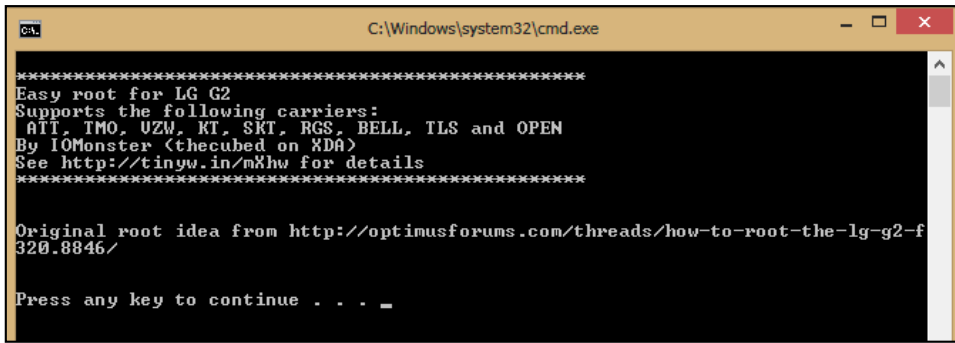 C:\Windows\system32\cmd.exe
**************************************************
Easy root for LG G2
Supports the following carriers:
ATT, TMO, VZW, KT, SKT, RGS, BELL, TLS and OPEN
By IOMonster (thecubed on XDA)
See http://tinyw.in/mXhw for details
**************************************************
Original root idea from http://optimusforums.com/threads/how-to-root-the-lg-g2-f
320.8846/
Press any key to continue . . . _